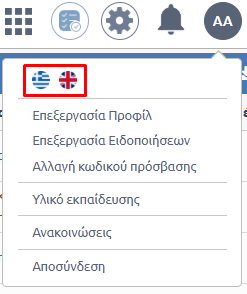 AA
Επεξεργασία Προφίλ
Επεξεργασία Ειδοποιήσεων
Αλλαγή κωδικού πρόσβασης
Υλικό εκπαίδευσης
Ανακοινώσεις
Αποσύνδεση